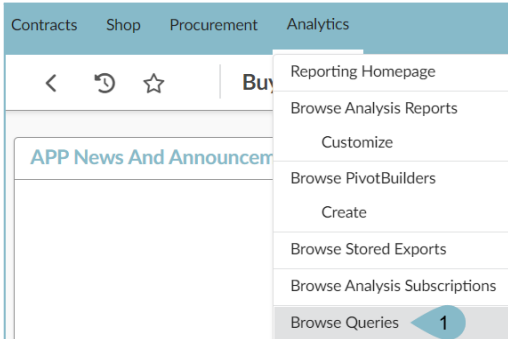 Contracts Shop Procurement Analytics
Reporting Homepage
Browse Analysis Reports
Customize
APP News And Announcem
Browse PivotBuilders
Create
Browse Stored Exports
Browse Analysis Subscriptions
Browse Queries 1